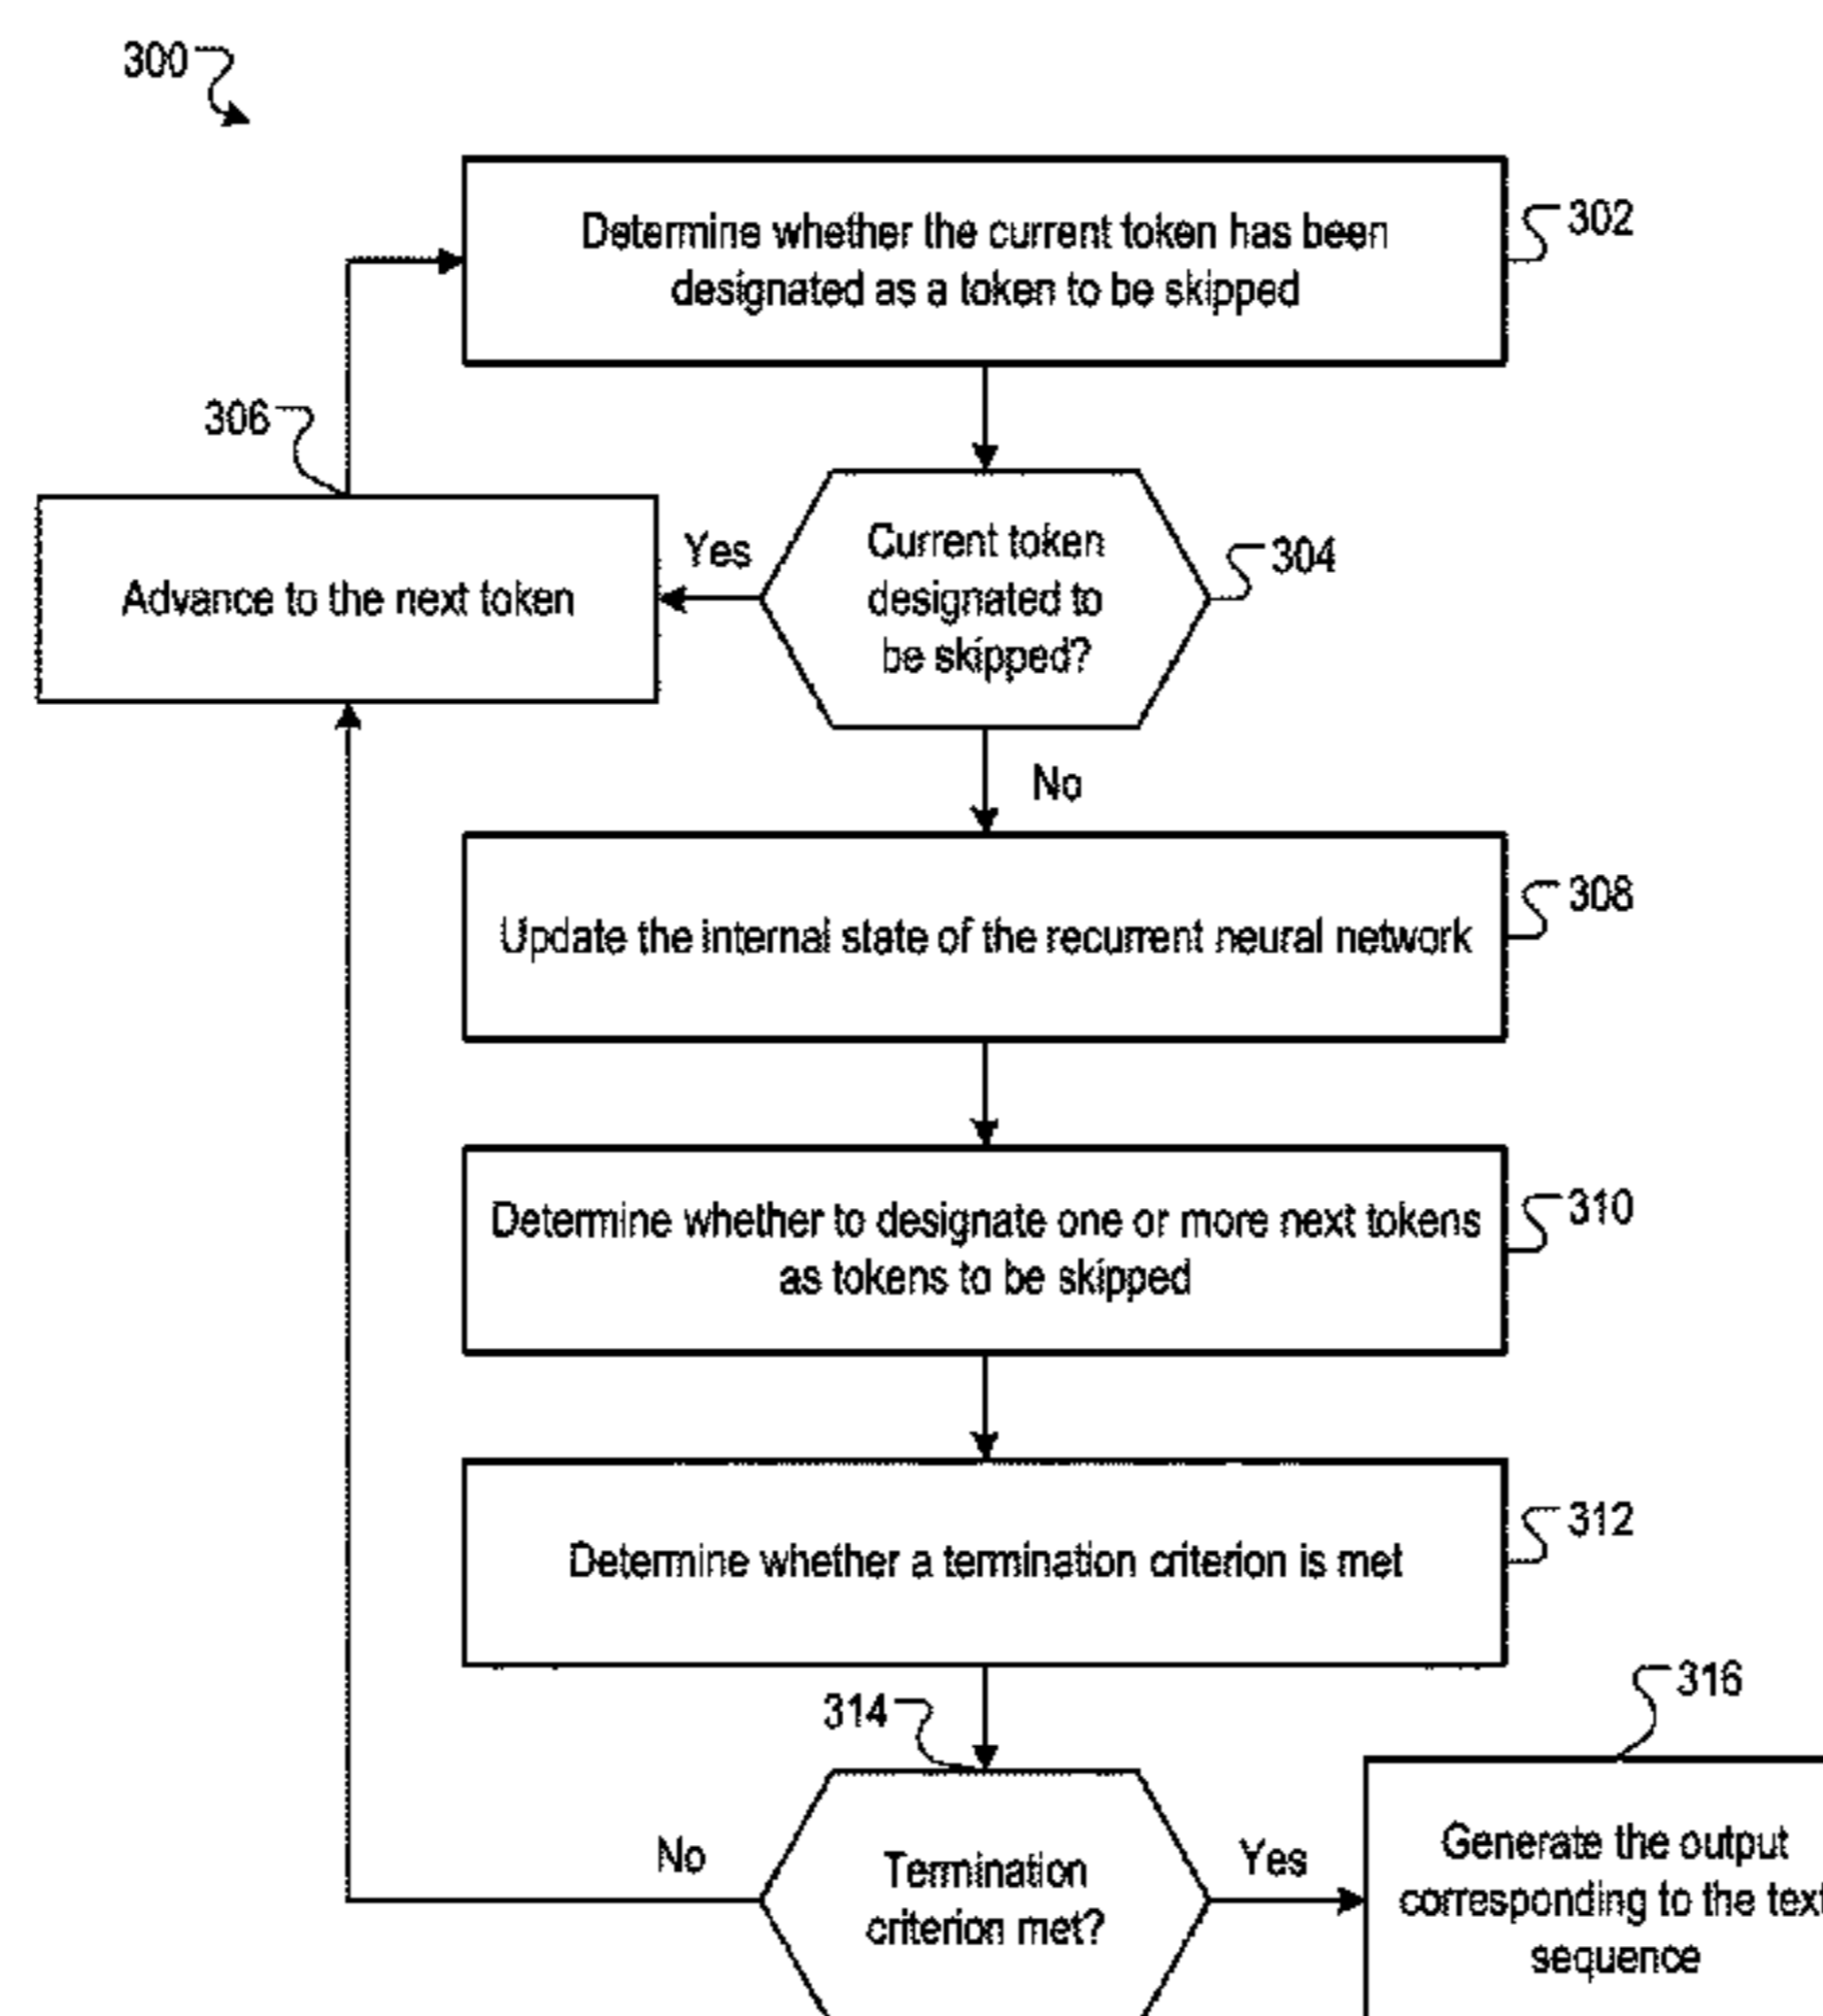 300
Determine whether the current token has been
designated as a token to be skipped
302
306
Advance to the next token
Yes
Current token
designated to
be skipped?
304
No
Update the internal state of the recurrent neural network
308
Determine whether to designate one or more next tokens
as tokens to be skipped
310
Determine whether a termination criterion is met
312
314
316
No
Termination
criterion met?
Yes
Generate the output
corresponding to the text
sequence